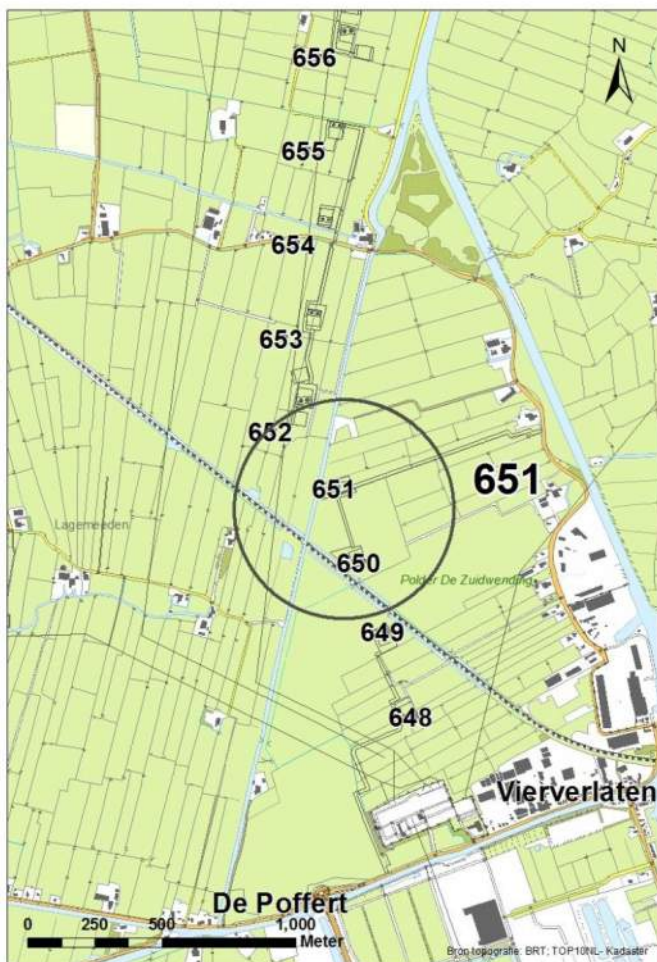 656
N
655
654
653
652
651
651
Lagemeeden
650
Polder De Zuidwending
649
648
Vierverlaten
De Poffert
0 250 500 1,000
Meter
Bron topografie: BRT; TOP10NL- Kadaster